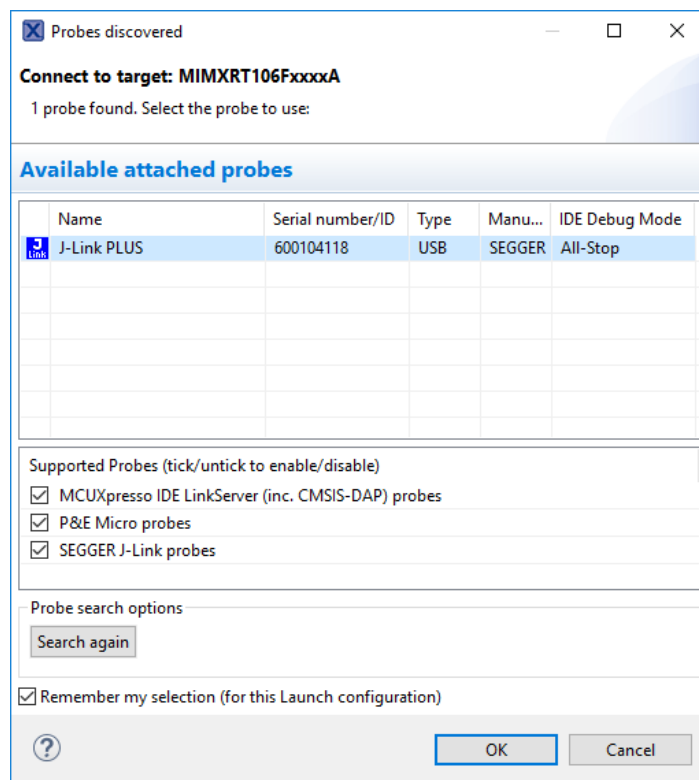 Probes discovered
Connect to target: MIMXRT106FxxxxA
1 probe found. Select the probe to use:
Available attached probes
Name Serial number/ID Type Manu... IDE Debug Mode
J Link J-Link PLUS 600104118 USB SEGGER All-Stop
Supported Probes (tick/untick to enable/disable)
MCUXpresso IDE LinkServer (inc. CMSIS-DAP) probes
P&E Micro probes
SEGGER J-Link probes
Probe search options
Search again
Remember my selection (for this Launch configuration)
? OK Cancel